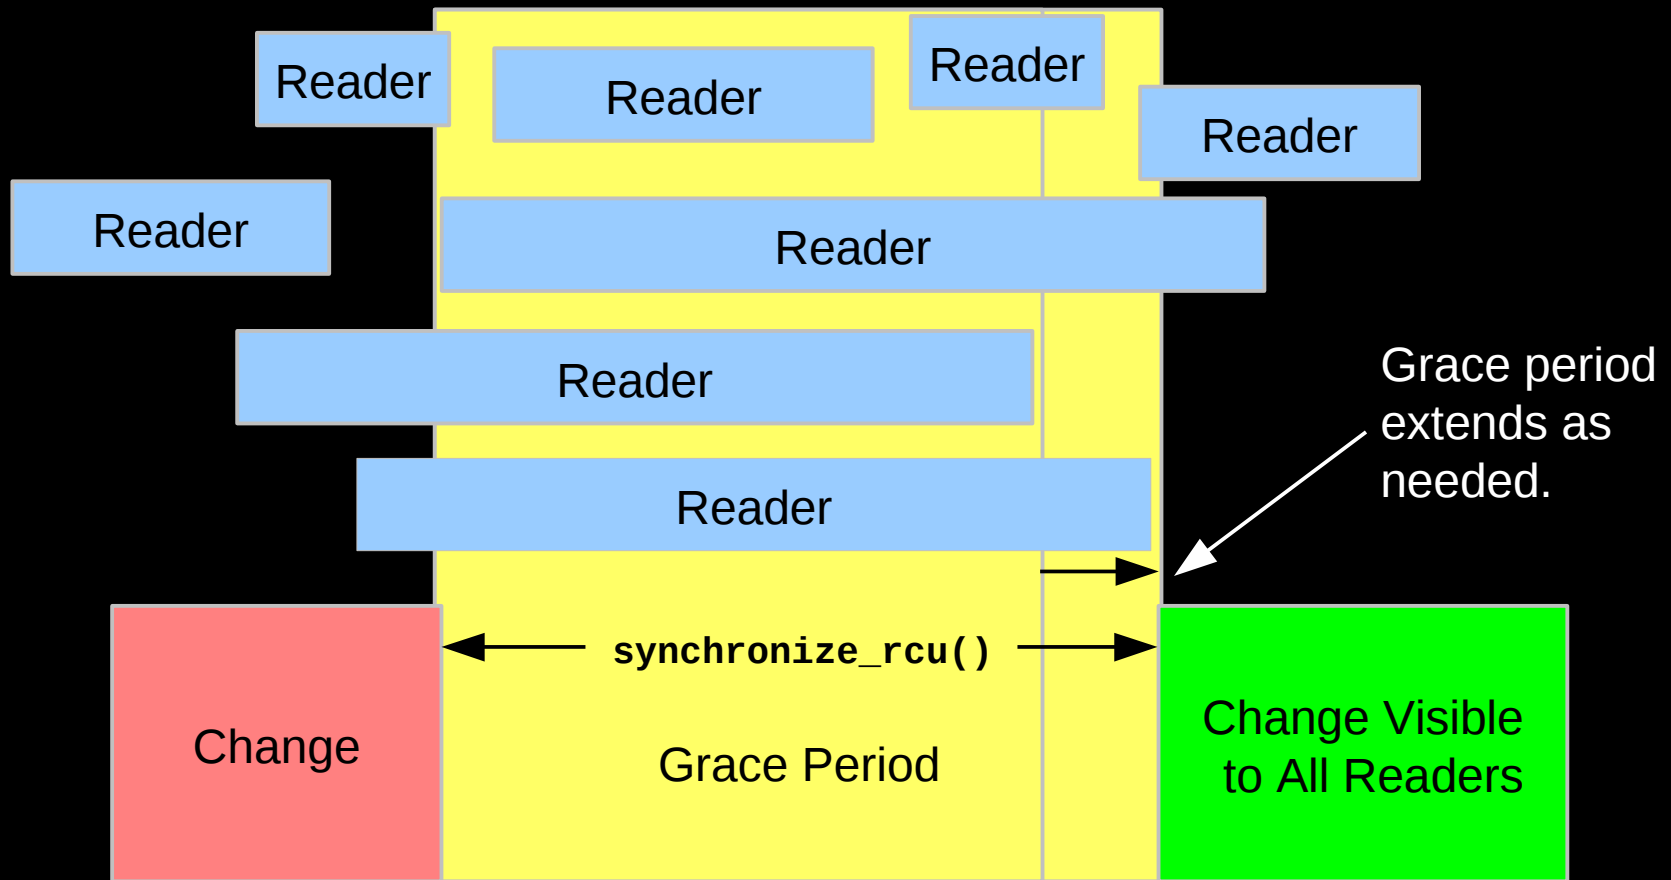 Reader
Reader
Reader
Reader
Reader
Reader
Reader
Reader
Grace period
extends as
needed.
synchronize_rcu()
Change
Grace Period
Change Visible
to All Readers